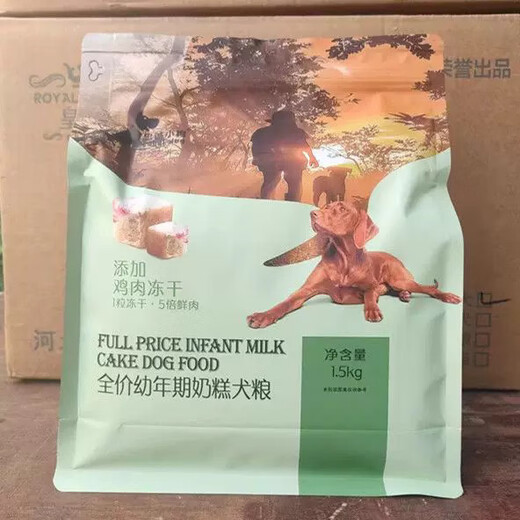 ROYAL
荣誉出品
添加
鸡肉冻干
1粒冻干·5倍鲜肉
FULL PRICE INFANT MILK
CAKE DOG FOOD
全价幼年期奶糕犬粮
净含量
1.5kg
河